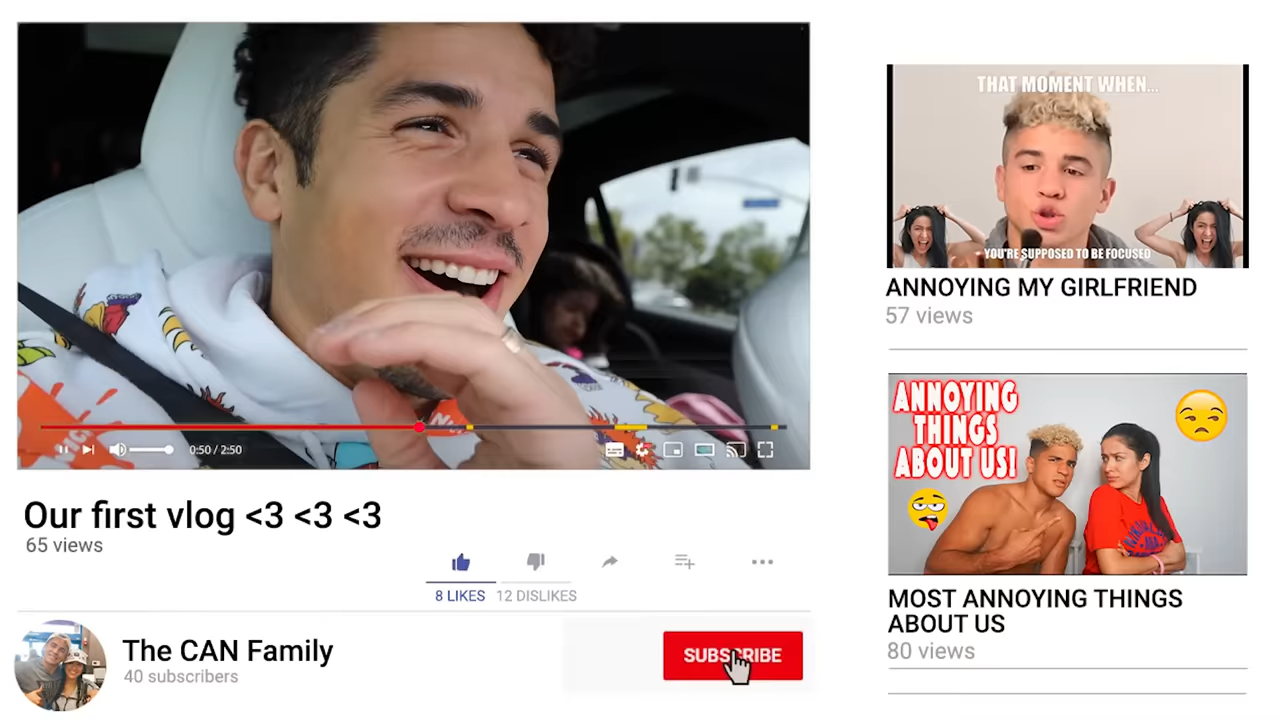 0:50 / 2:50
Our first vlog <3 <3 <3
65 views
8 LIKES
12 DISLIKES
The CAN Family
40 subscribers
SUBSCRIBE
THAT MOMENT WHEN...
YOU'RE SUPPOSED TO BE FOCUSED
ANNOYING MY GIRLFRIEND
57 views
ANNOYING
THINGS
ABOUT US!
MOST ANNOYING THINGS
ABOUT US
80 views